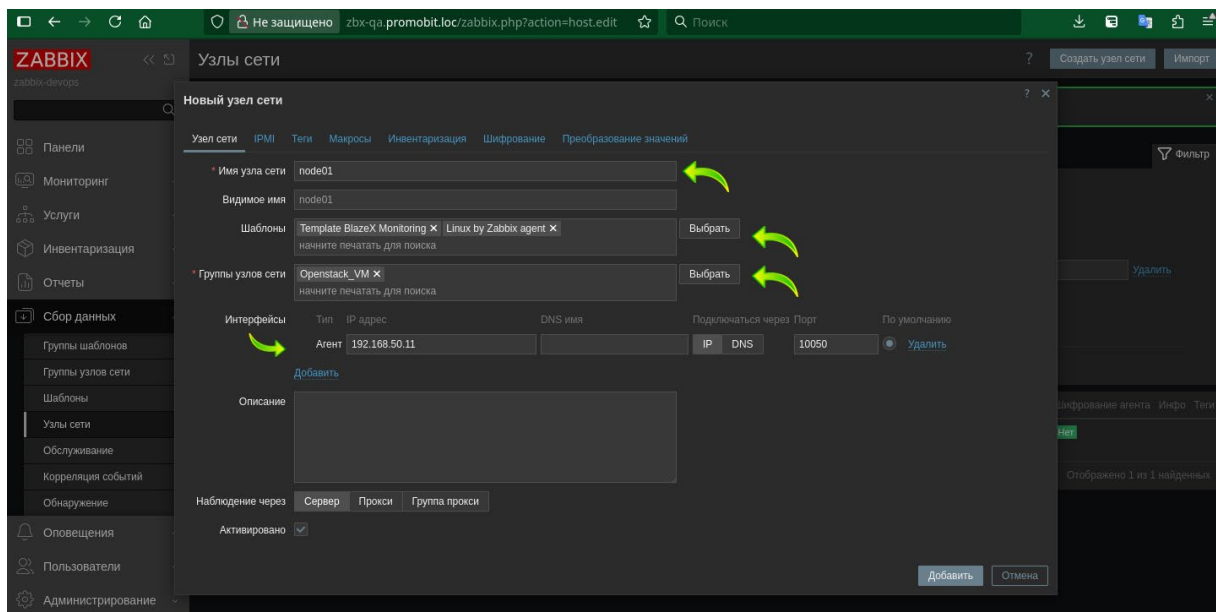 Не защищено zbx-qa.promobit.loc/zabbix.php?action=host.edit Поиск
ZABBIX Узлы сети ? Создать узел сети Импорт
zabbix-devops
Новый узел сети ?
Узел сети IPMI Теги Макросы Инвентаризация Шифрование Преобразование значений
Панели
Мониторинг
Услуги
Инвентаризация
Отчеты
Сбор данных
Группы шаблонов
Группы узлов сети
Шаблоны
Узлы сети
Обслуживание
Корреляция событий
Обнаружение
Оповещения
Пользователи
Администрирование
* Имя узла сети node01
Видимое имя node01
Шаблоны Template BlazeX Monitoring Linux by Zabbix agent Выбрать
начните печатать для поиска
* Группы узлов сети Openstack_VM Выбрать
начните печатать для поиска
Интерфейсы Тип IP адрес DNS имя Подключаться через Порт По умолчанию
Агент 192.168.50.11 IP DNS 10050 Удалить
Добавить
Описание
Наблюдение через Сервер Прокси Группа прокси
Активировано
Добавить Отмена
Фильтр
Удалить
Шифрование агента Инфо Теги
Нет
Отображено 1 из 1 найденных